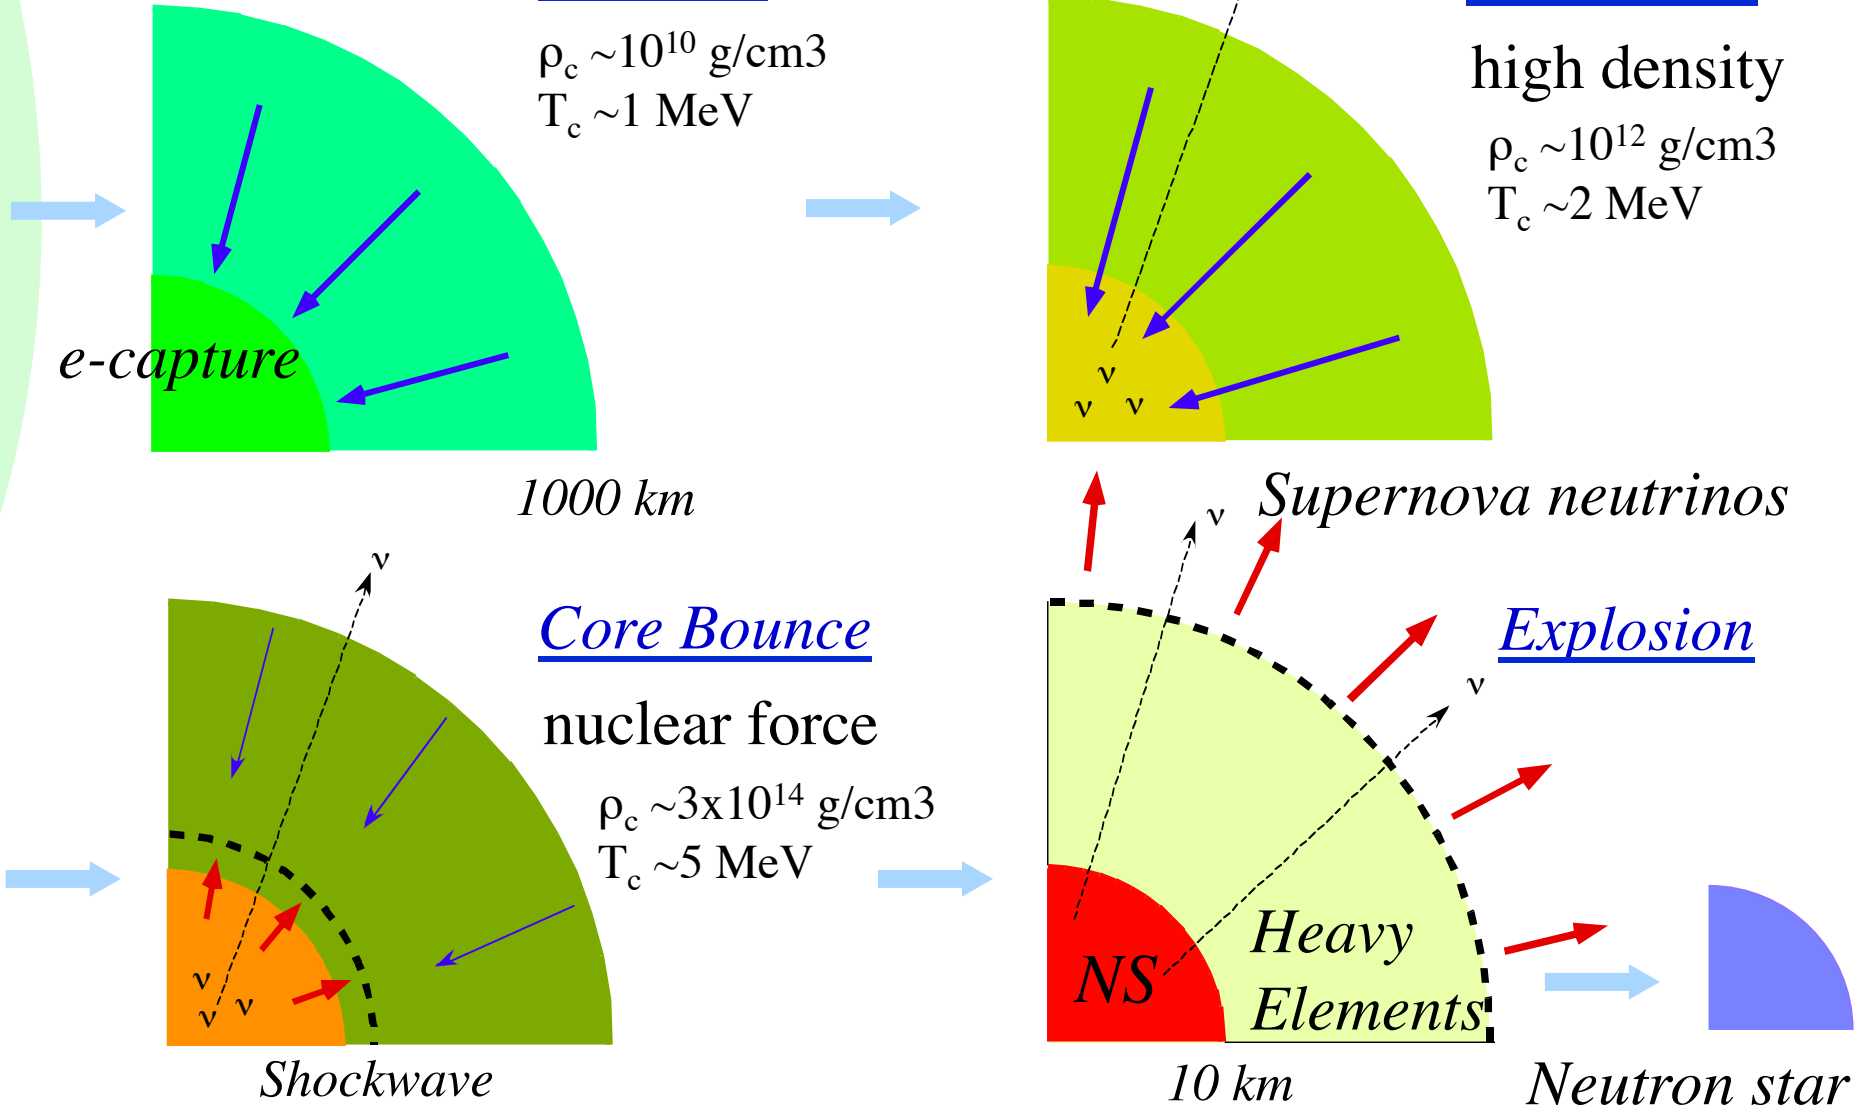 ρc ~10¹⁰ g/cm3
Tc ~1 MeV
e-capture
1000 km
high density
ρc ~10¹² g/cm3
Tc ~2 MeV
ν
ν ν
Supernova neutrinos
ν
Core Bounce
nuclear force
ρc ~3x10¹⁴ g/cm3
Tc ~5 MeV
ν
ν ν
Shockwave
ν
Explosion
ν
NS
Heavy
Elements
10 km
Neutron star